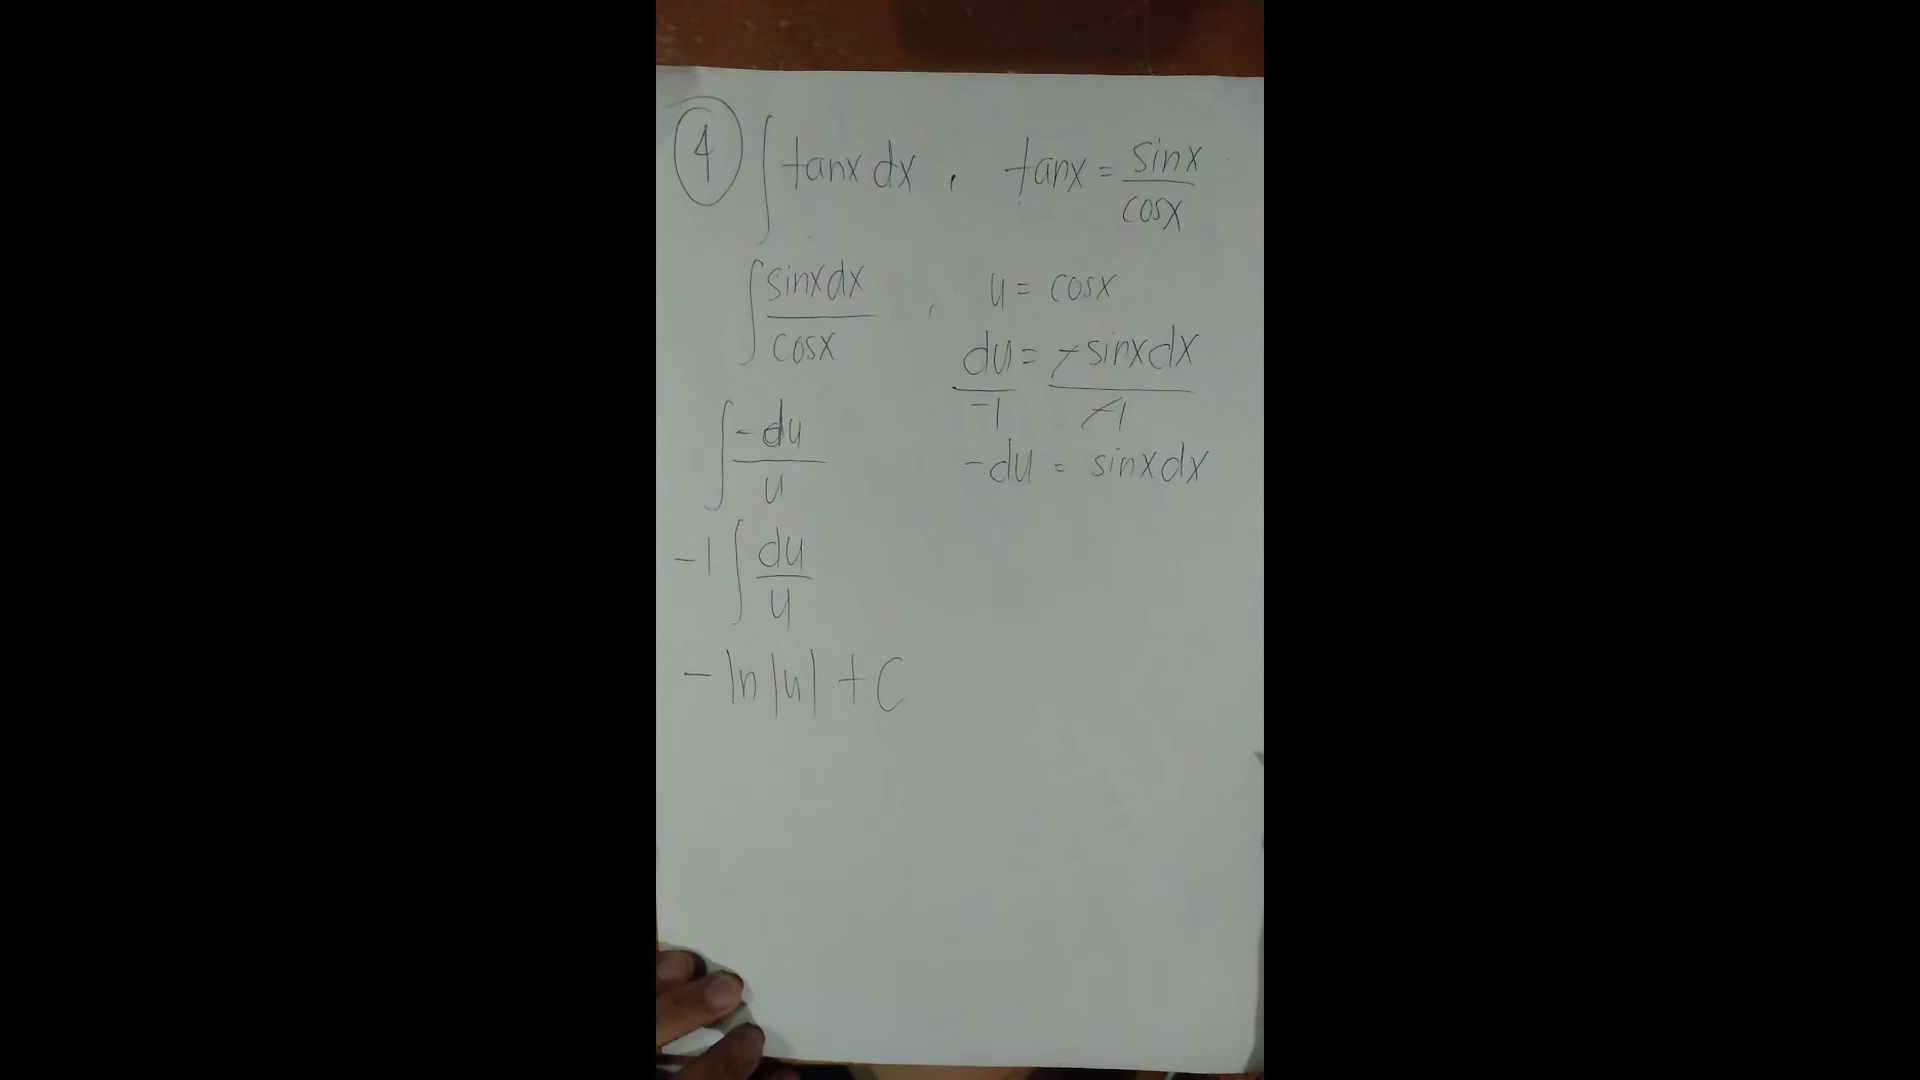 ④ ∫ tanx dx , tanx = sinx/cosx
∫ sinxdx/cosx , u = cosx
du/-1 = -sinxdx/-1
∫ -du/u
-du = sinxdx
-1 ∫ du/u
- ln|u| + C